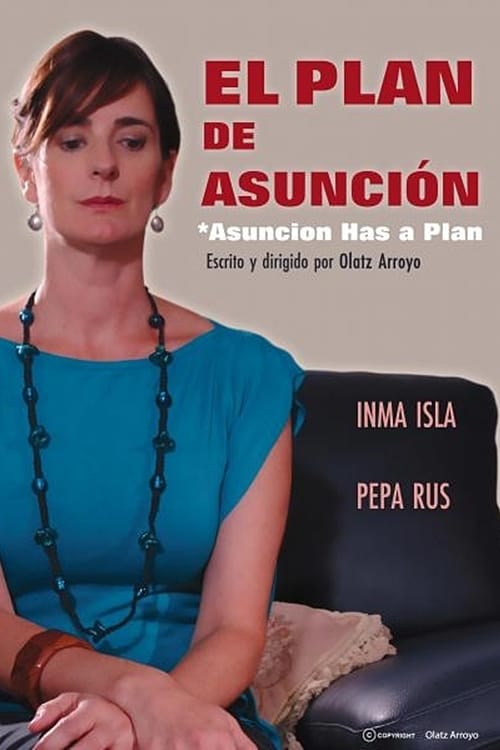 EL PLAN
DE
ASUNCIÓN
*Asuncion Has a Plan
Escrito y dirigido por Olatz Arroyo
INMA ISLA
PEPA RUS
© COPYRIGHT Olatz Arroyo